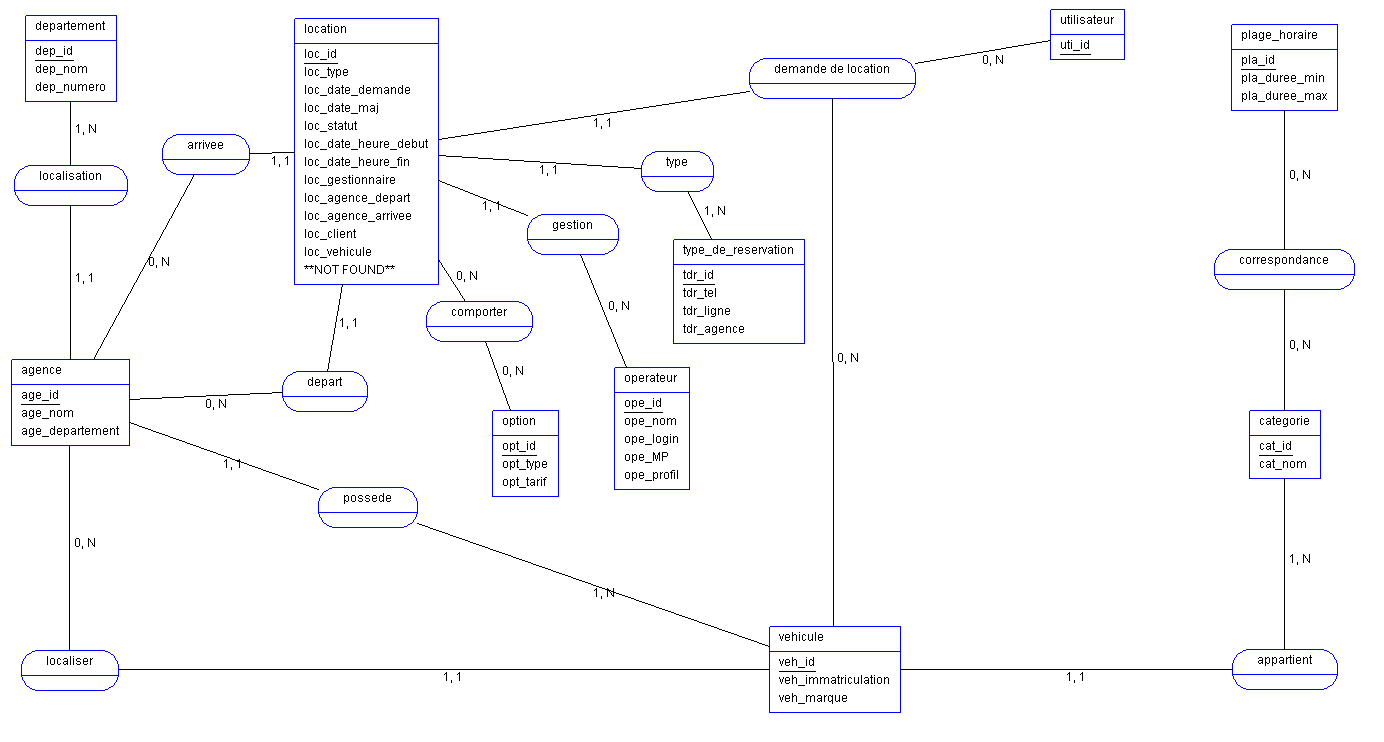 departement
dep_id
dep_nom
dep_numero
1, N
localisation
1, 1
arrivee
1, 1
0, N
location
loc_id
loc_type
loc_date_demande
loc_date_maj
loc_statut
loc_date_heure_debut
loc_date_heure_fin
loc_gestionnaire
loc_agence_depart
loc_agence_arrivee
loc_client
loc_vehicule
**NOT FOUND**
1, 1
depart
0, N
agence
age_id
age_nom
age_departement
1, 1
possede
1, N
0, N
localiser
1, 1
utilisateur
uti_id
0, N
demande de location
1, 1
0, N
1, 1
type
1, N
type_de_reservation
tdr_id
tdr_tel
tdr_ligne
tdr_agence
1, 1
gestion
0, N
operateur
ope_id
ope_nom
ope_login
ope_MP
ope_profil
0, N
comporter
0, N
option
opt_id
opt_type
opt_tarif
vehicule
veh_id
veh_immatriculation
veh_marque
1, 1
plage_horaire
pla_id
pla_duree_min
pla_duree_max
0, N
correspondance
0, N
categorie
cat_id
cat_nom
1, N
appartient